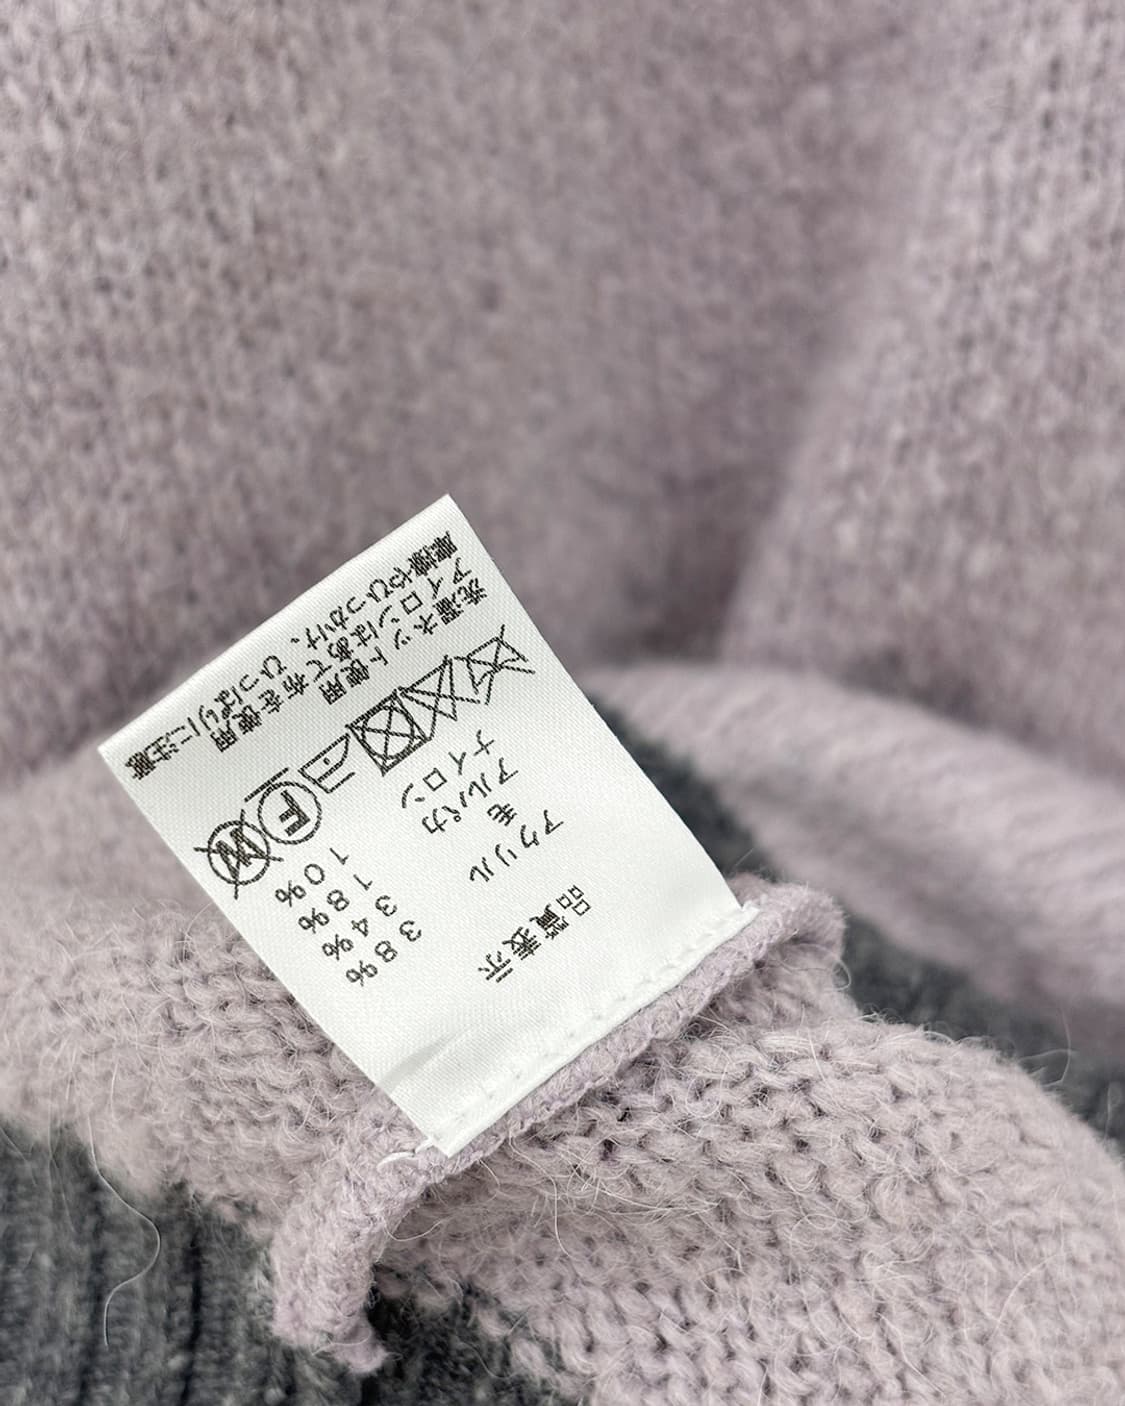 品質表示
アクリル 38%
毛 34%
アルパカ 18%
ナイロン 10%
F
W
洗濯ネット使用
アイロンはあて布を使用
摩擦やひっかけ、ひっぱりに注意